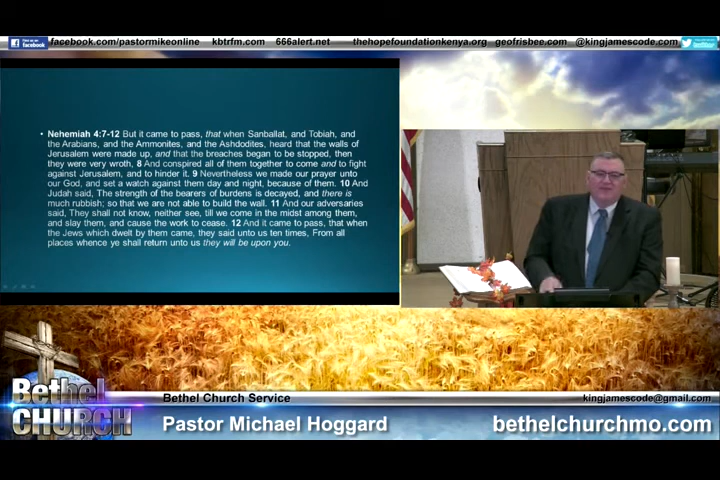 Find us on facebook facebook.com/pastormikeonline kbtrfm.com 666alert.net thehopefoundationkenya.org geofrisbee.com @kingjamescode.com twitter
• Nehemiah 4:7-12 But it came to pass, that when Sanballat, and Tobiah, and
the Arabians, and the Ammonites, and the Ashdodites, heard that the walls of
Jerusalem were made up, and that the breaches began to be stopped, then
they were very wroth, 8 And conspired all of them together to come and to fight
against Jerusalem, and to hinder it. 9 Nevertheless we made our prayer unto
our God, and set a watch against them day and night, because of them. 10 And
Judah said, The strength of the bearers of burdens is decayed, and there is
much rubbish; so that we are not able to build the wall. 11 And our adversaries
said, They shall not know, neither see, till we come in the midst among them,
and slay them, and cause the work to cease. 12 And it came to pass, that when
the Jews which dwelt by them came, they said unto us ten times, From all
places whence ye shall return unto us they will be upon you.
Bethel
CHURCH
Bethel Church Service kingjamescode@gmail.com
Pastor Michael Hoggard bethelchurchmo.com